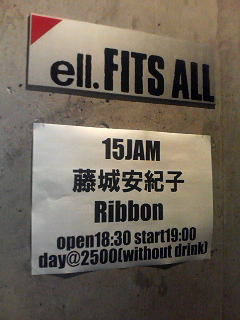 ell.FITS ALL
15JAM
藤城安紀子
Ribbon
open18:30 start19:00
day@2500(without drink)